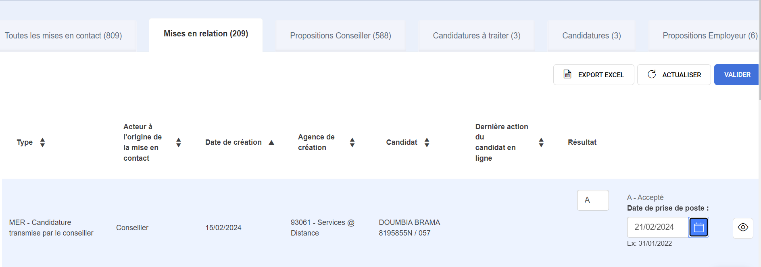 Toutes les mises en contact (809)
Mises en relation (209)
Propositions Conseiller (588)
Candidatures à traiter (3)
Candidatures (3)
Propositions Employeur (6)
EXPORT EXCEL
ACTUALISER
VALIDER
Type
Acteur à
l'origine de
la mise en
contact
Date de création
Agence de
création
Candidat
Dernière action
du
candidat en
ligne
Résultat
MER - Candidature
transmise par le conseiller
Conseiller
15/02/2024
93061 - Services @
Distance
DOUMBIA BRAMA
8195855N / 057
A
A - Accepté
Date de prise de poste :
21/02/2024
Ex: 31/01/2022